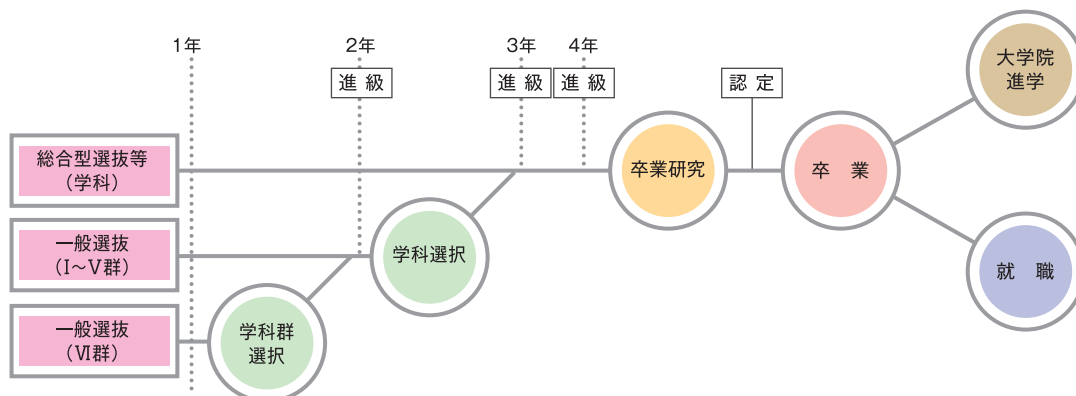 1年
2年
3年
4年
進級
進級
進級
認定
大学院
進学
総合型選抜等
（学科）
卒業研究
卒業
一般選抜
（Ⅰ〜Ⅴ群）
学科選択
就職
一般選抜
（Ⅵ群）
学科群
選択